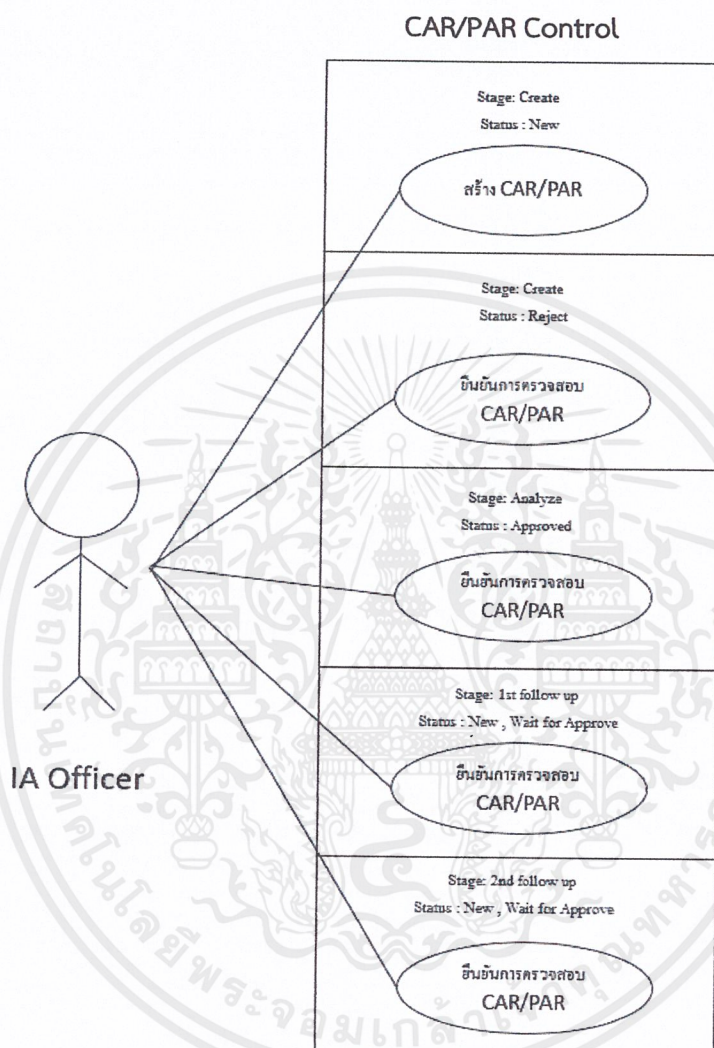 CAR/PAR Control
Stage: Create
Status : New
สร้าง CAR/PAR
Stage: Create
Status : Reject
ยืนยันการตรวจสอบ
CAR/PAR
Stage: Analyze
Status : Approved
ยืนยันการตรวจสอบ
CAR/PAR
Stage: 1st follow up
Status : New , Wait for Approve
ยืนยันการตรวจสอบ
CAR/PAR
Stage: 2nd follow up
Status : New , Wait for Approve
ยืนยันการตรวจสอบ
CAR/PAR
IA Officer